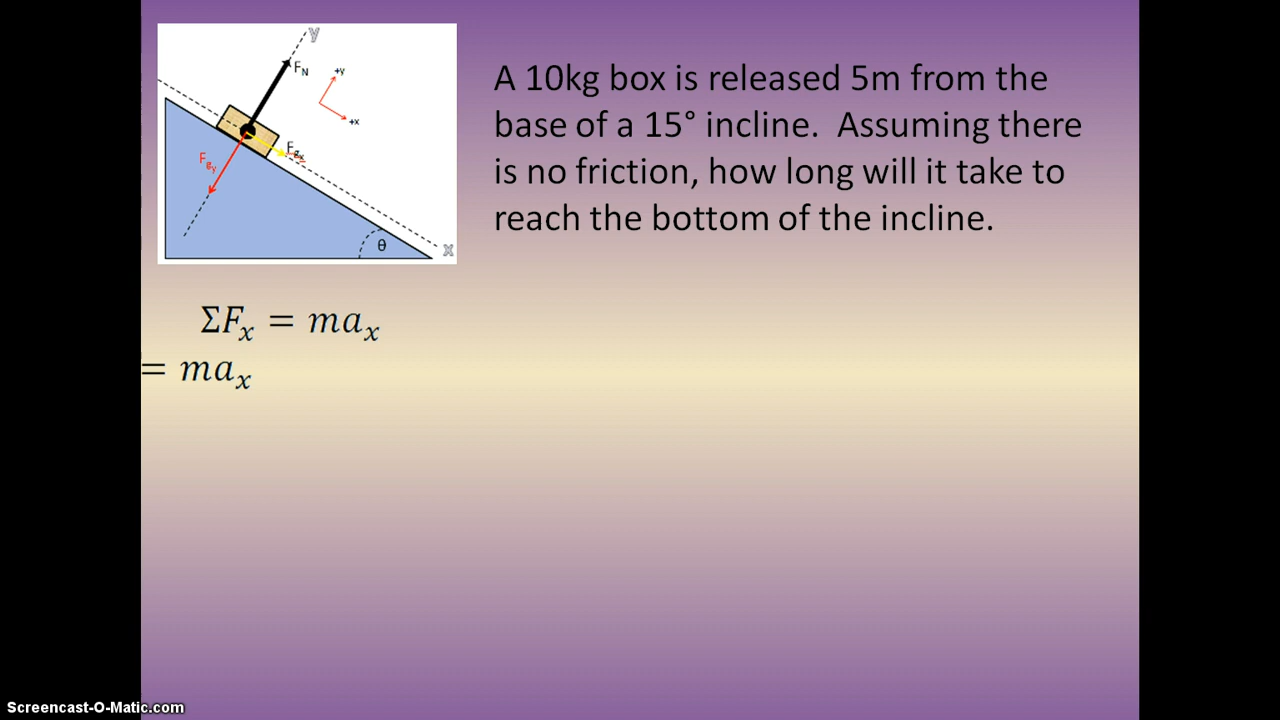 y
F_N
+y
+x
F_gx
F_gy
θ
x
A 10kg box is released 5m from the
base of a 15° incline. Assuming there
is no friction, how long will it take to
reach the bottom of the incline.
ΣF_x = ma_x
= ma_x
Screencast-O-Matic.com